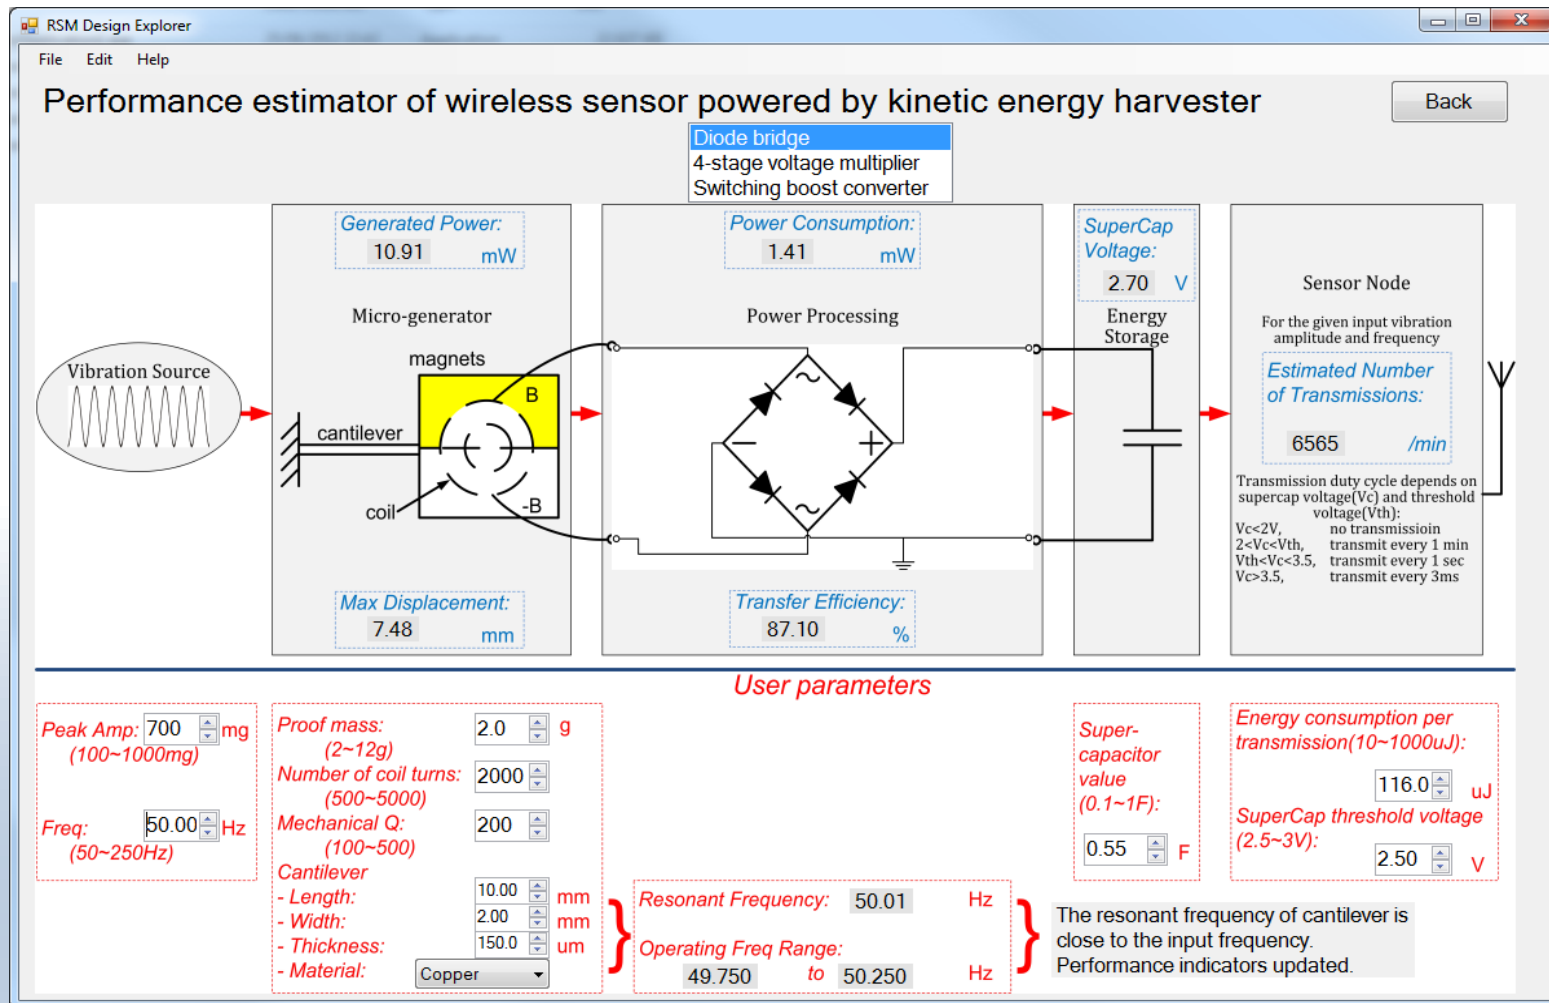 RSM Design Explorer
File Edit Help
Performance estimator of wireless sensor powered by kinetic energy harvester
Back
Diode bridge
4-stage voltage multiplier
Switching boost converter
Vibration Source
Generated Power:
10.91 mW
Micro-generator
magnets
B
cantilever
coil
-B
Max Displacement:
7.48 mm
Power Consumption:
1.41 mW
Power Processing
Transfer Efficiency:
87.10 %
SuperCap
Voltage:
2.70 V
Energy
Storage
Sensor Node
For the given input vibration
amplitude and frequency
Estimated Number
of Transmissions:
6565 /min
Transmission duty cycle depends on
supercap voltage(Vc) and threshold
voltage(Vth):
Vc<2V, no transmissioin
2<Vc<Vth, transmit every 1 min
Vth<Vc<3.5, transmit every 1 sec
Vc>3.5, transmit every 3ms
User parameters
Peak Amp: 700 mg
(100~1000mg)
Freq: 50.00 Hz
(50~250Hz)
Proof mass: 2.0 g
(2~12g)
Number of coil turns: 2000
(500~5000)
Mechanical Q: 200
(100~500)
Cantilever
- Length: 10.00 mm
- Width: 2.00 mm
- Thickness: 150.0 um
- Material: Copper
Resonant Frequency: 50.01 Hz
Operating Freq Range:
49.750 to 50.250 Hz
The resonant frequency of cantilever is
close to the input frequency.
Performance indicators updated.
Super-
capacitor
value
(0.1~1F):
0.55 F
Energy consumption per
transmission(10~1000uJ):
116.0 uJ
SuperCap threshold voltage
(2.5~3V):
2.50 V